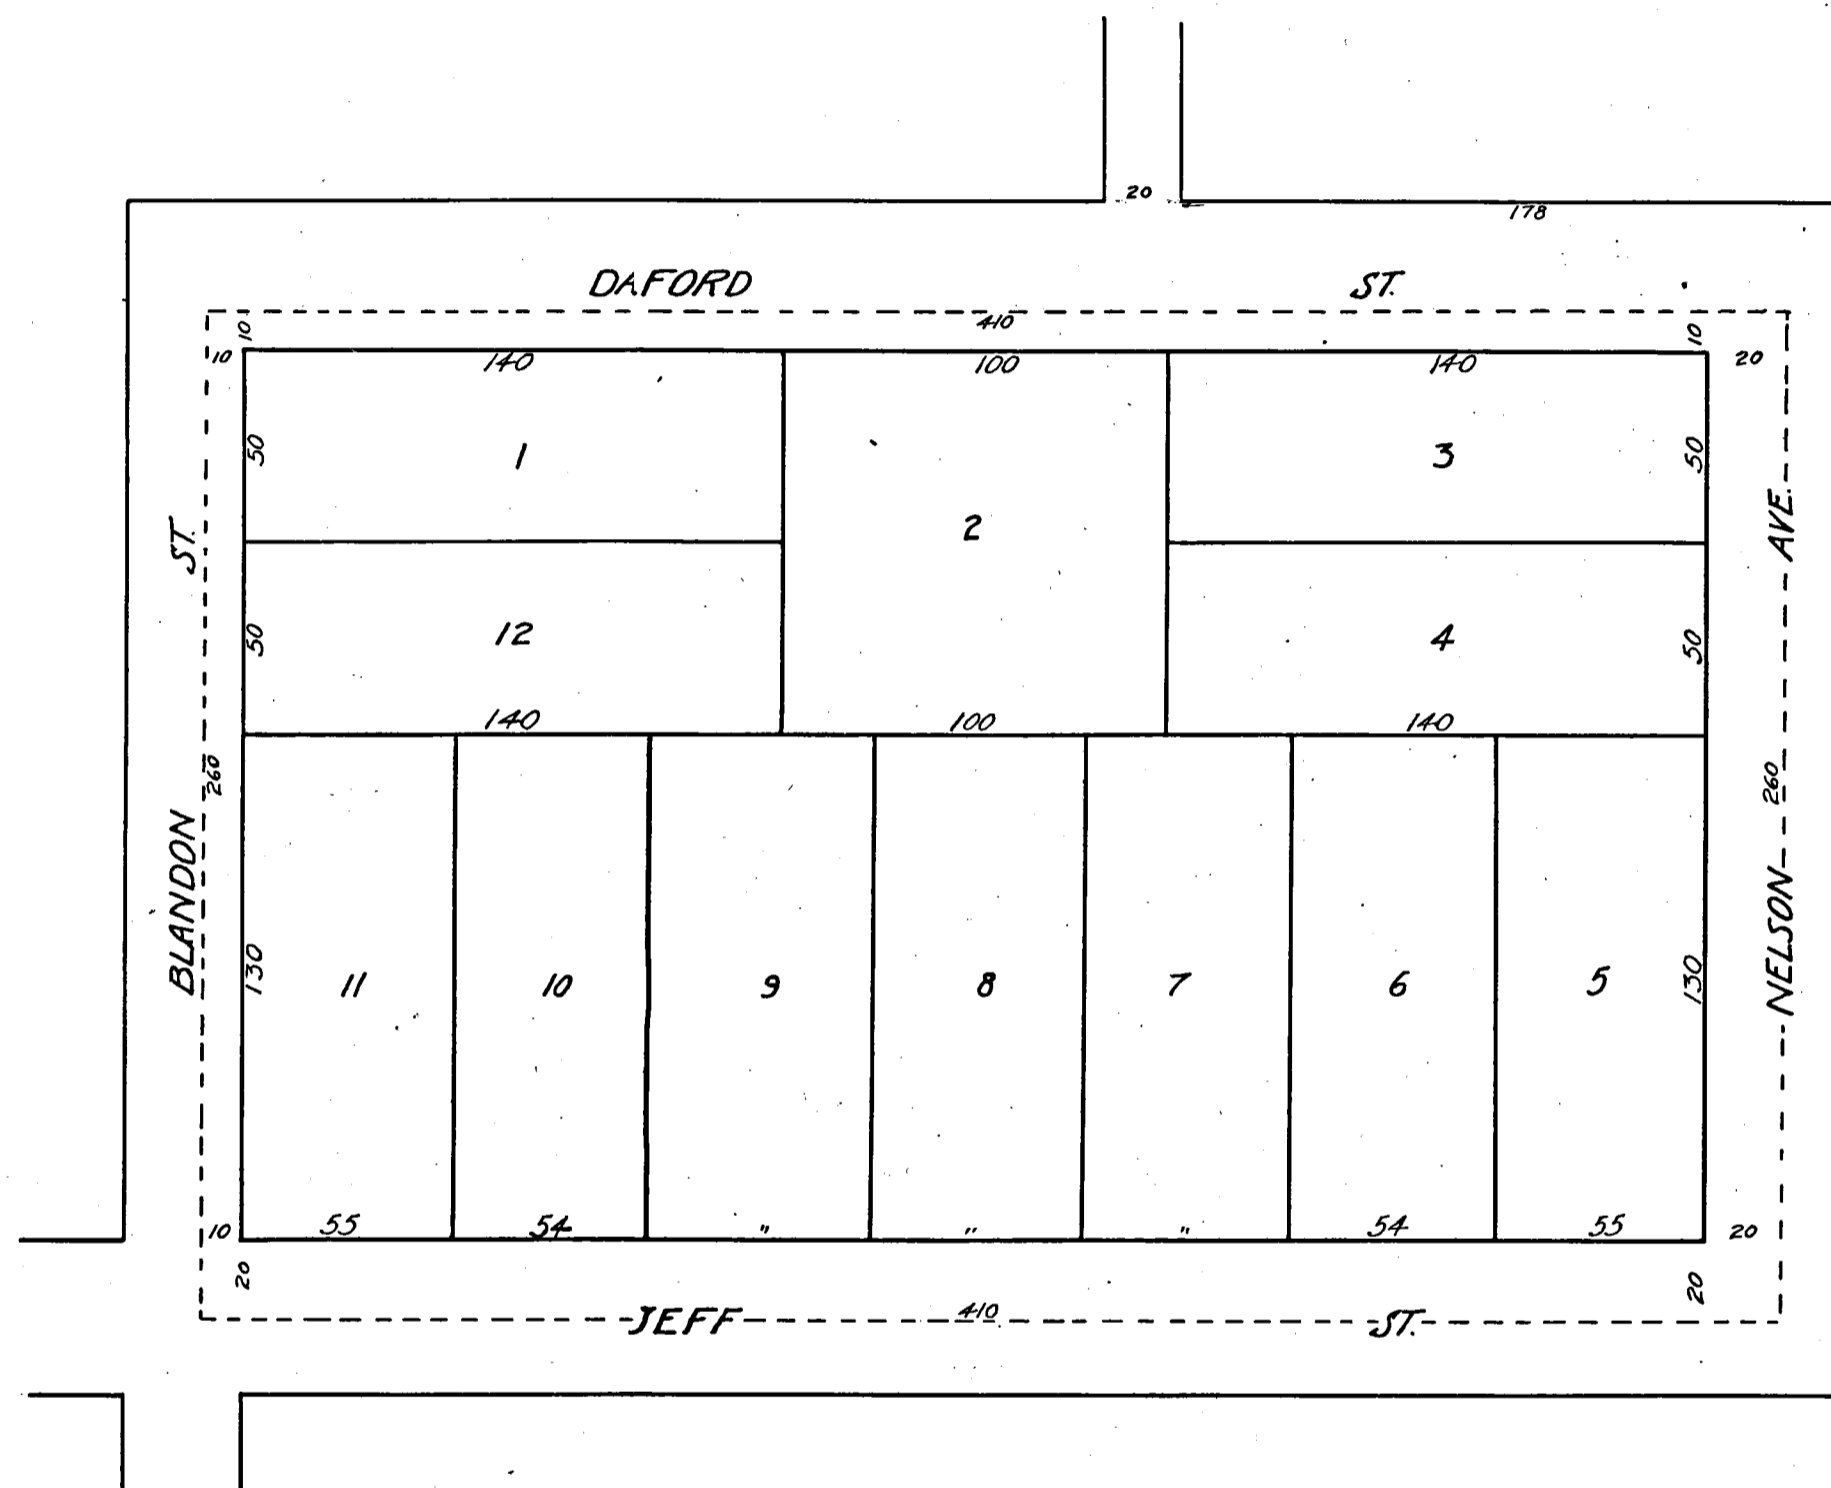 20
178
DAFORD ST.
410
10 10
10 20
140 100 140
50 1 3 50
2
ST.
AVE.
50 12 4 50
140 100 140
260 260
BLANDON
NELSON
130 11 10 9 8 7 6 5 130
55 54 " " " 54 55
10 20
20 20
JEFF 410 ST.